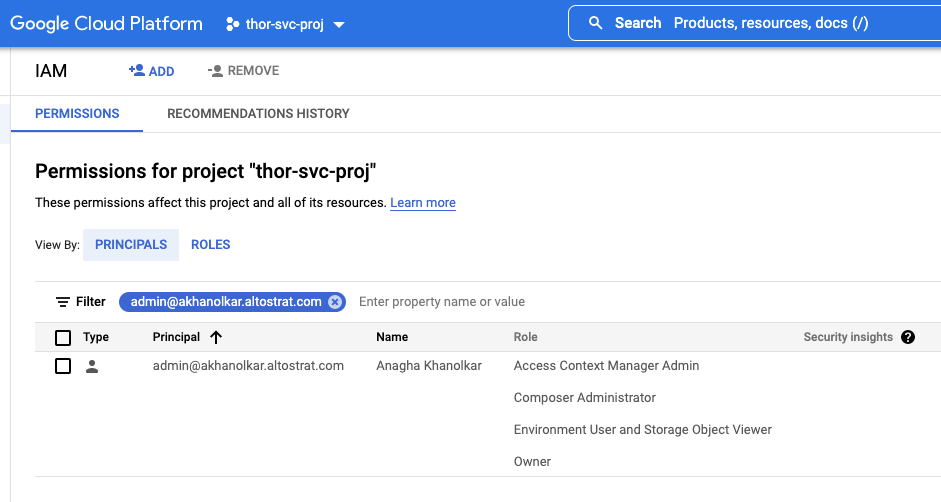 Google Cloud Platform thor-svc-proj Search Products, resources, docs (/)
IAM ADD REMOVE
PERMISSIONS RECOMMENDATIONS HISTORY
Permissions for project "thor-svc-proj"
These permissions affect this project and all of its resources. Learn more
View By: PRINCIPALS ROLES
Filter admin@akhanolkar.altostrat.com Enter property name or value
Type Principal Name Role Security insights ?
admin@akhanolkar.altostrat.com Anagha Khanolkar Access Context Manager Admin
Composer Administrator
Environment User and Storage Object Viewer
Owner